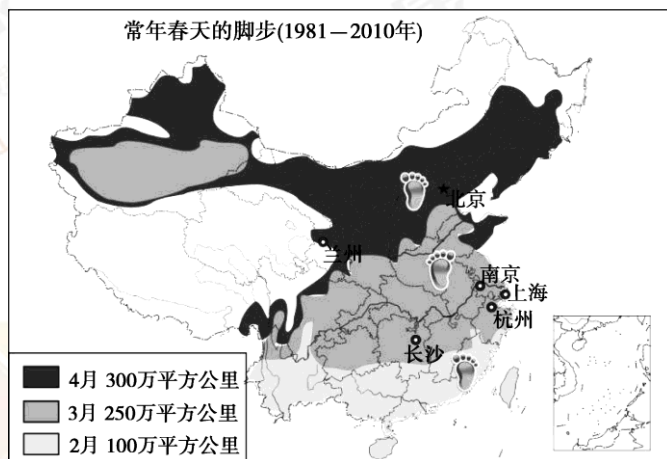 常年春天的脚步(1981—2010年)
北京
兰州
南京
上海
杭州
长沙
4月 300万平方公里
3月 250万平方公里
2月 100万平方公里